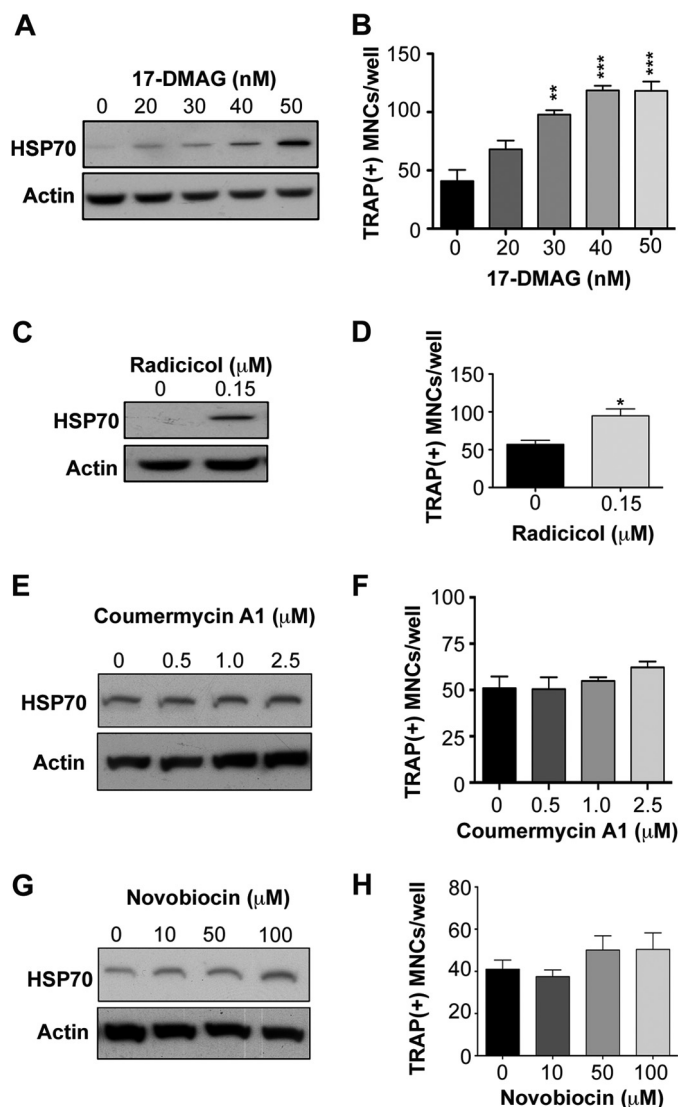 A
17-DMAG (nM)
0 20 30 40 50
HSP70
Actin
B
TRAP(+) MNCs/well
150
100
50
0
** *** ***
0 20 30 40 50
17-DMAG (nM)
C
Radicicol (μM)
0 0.15
HSP70
Actin
D
TRAP(+) MNCs/well
150
100
50
0
*
0 0.15
Radicicol (μM)
E
Coumermycin A1 (μM)
0 0.5 1.0 2.5
HSP70
Actin
F
TRAP(+) MNCs/well
100
75
50
25
0
0 0.5 1.0 2.5
Coumermycin A1 (μM)
G
Novobiocin (μM)
0 10 50 100
HSP70
Actin
H
TRAP(+) MNCs/well
80
60
40
20
0
0 10 50 100
Novobiocin (μM)